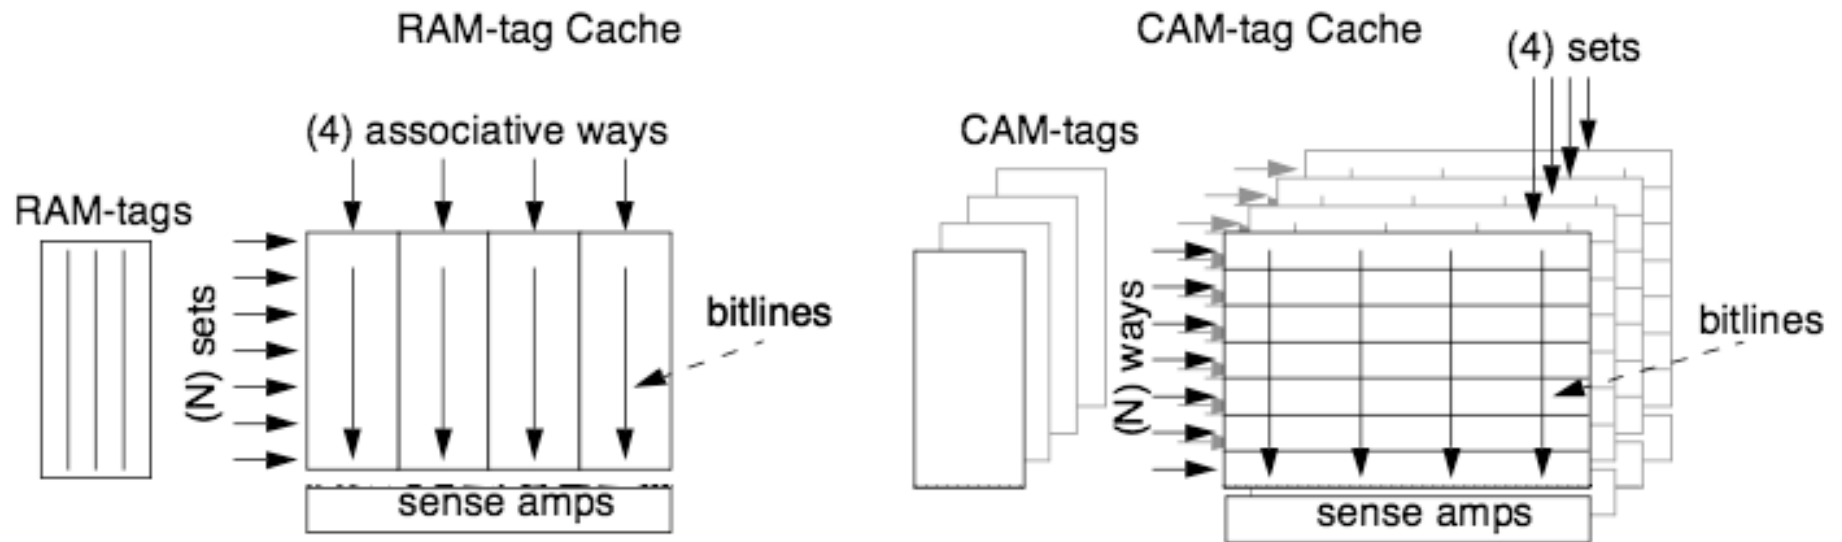 RAM-tag Cache
(4) associative ways
RAM-tags
(N) sets
bitlines
sense amps
CAM-tag Cache
(4) sets
CAM-tags
(N) ways
bitlines
sense amps